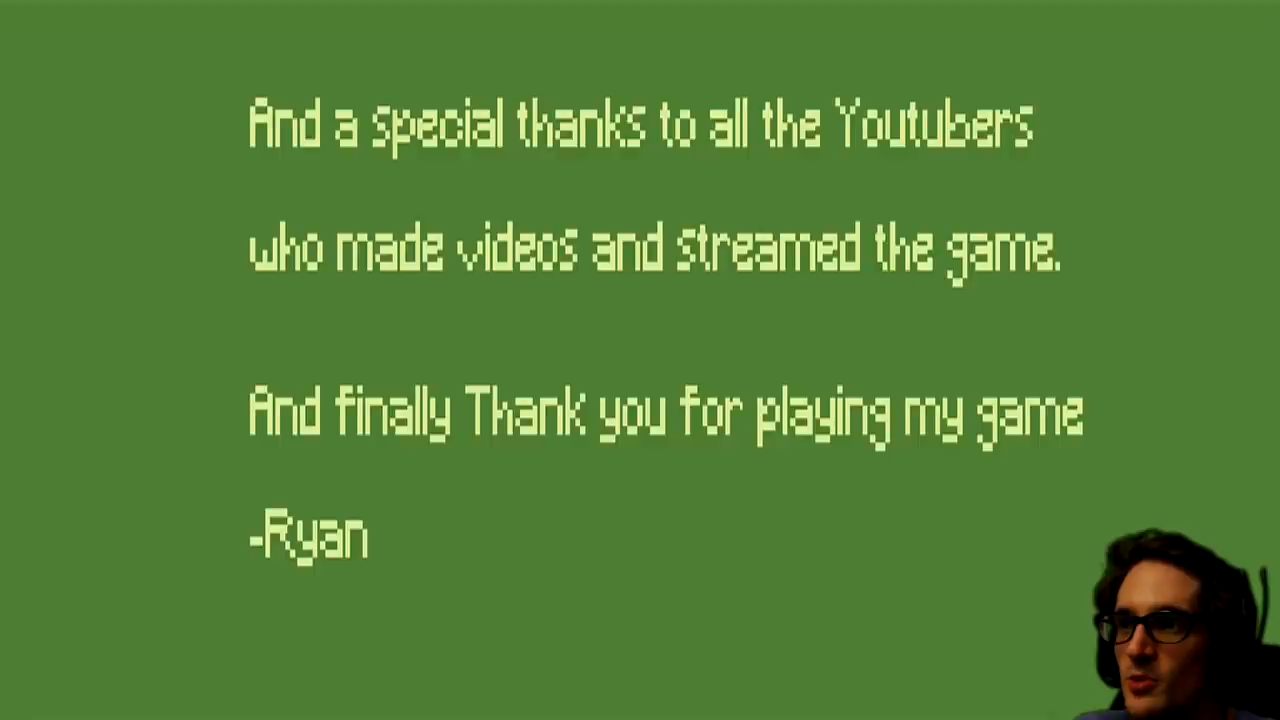 And a special thanks to all the Youtubers
who made videos and streamed the game.
And finally Thank you for playing my game
-Ryan